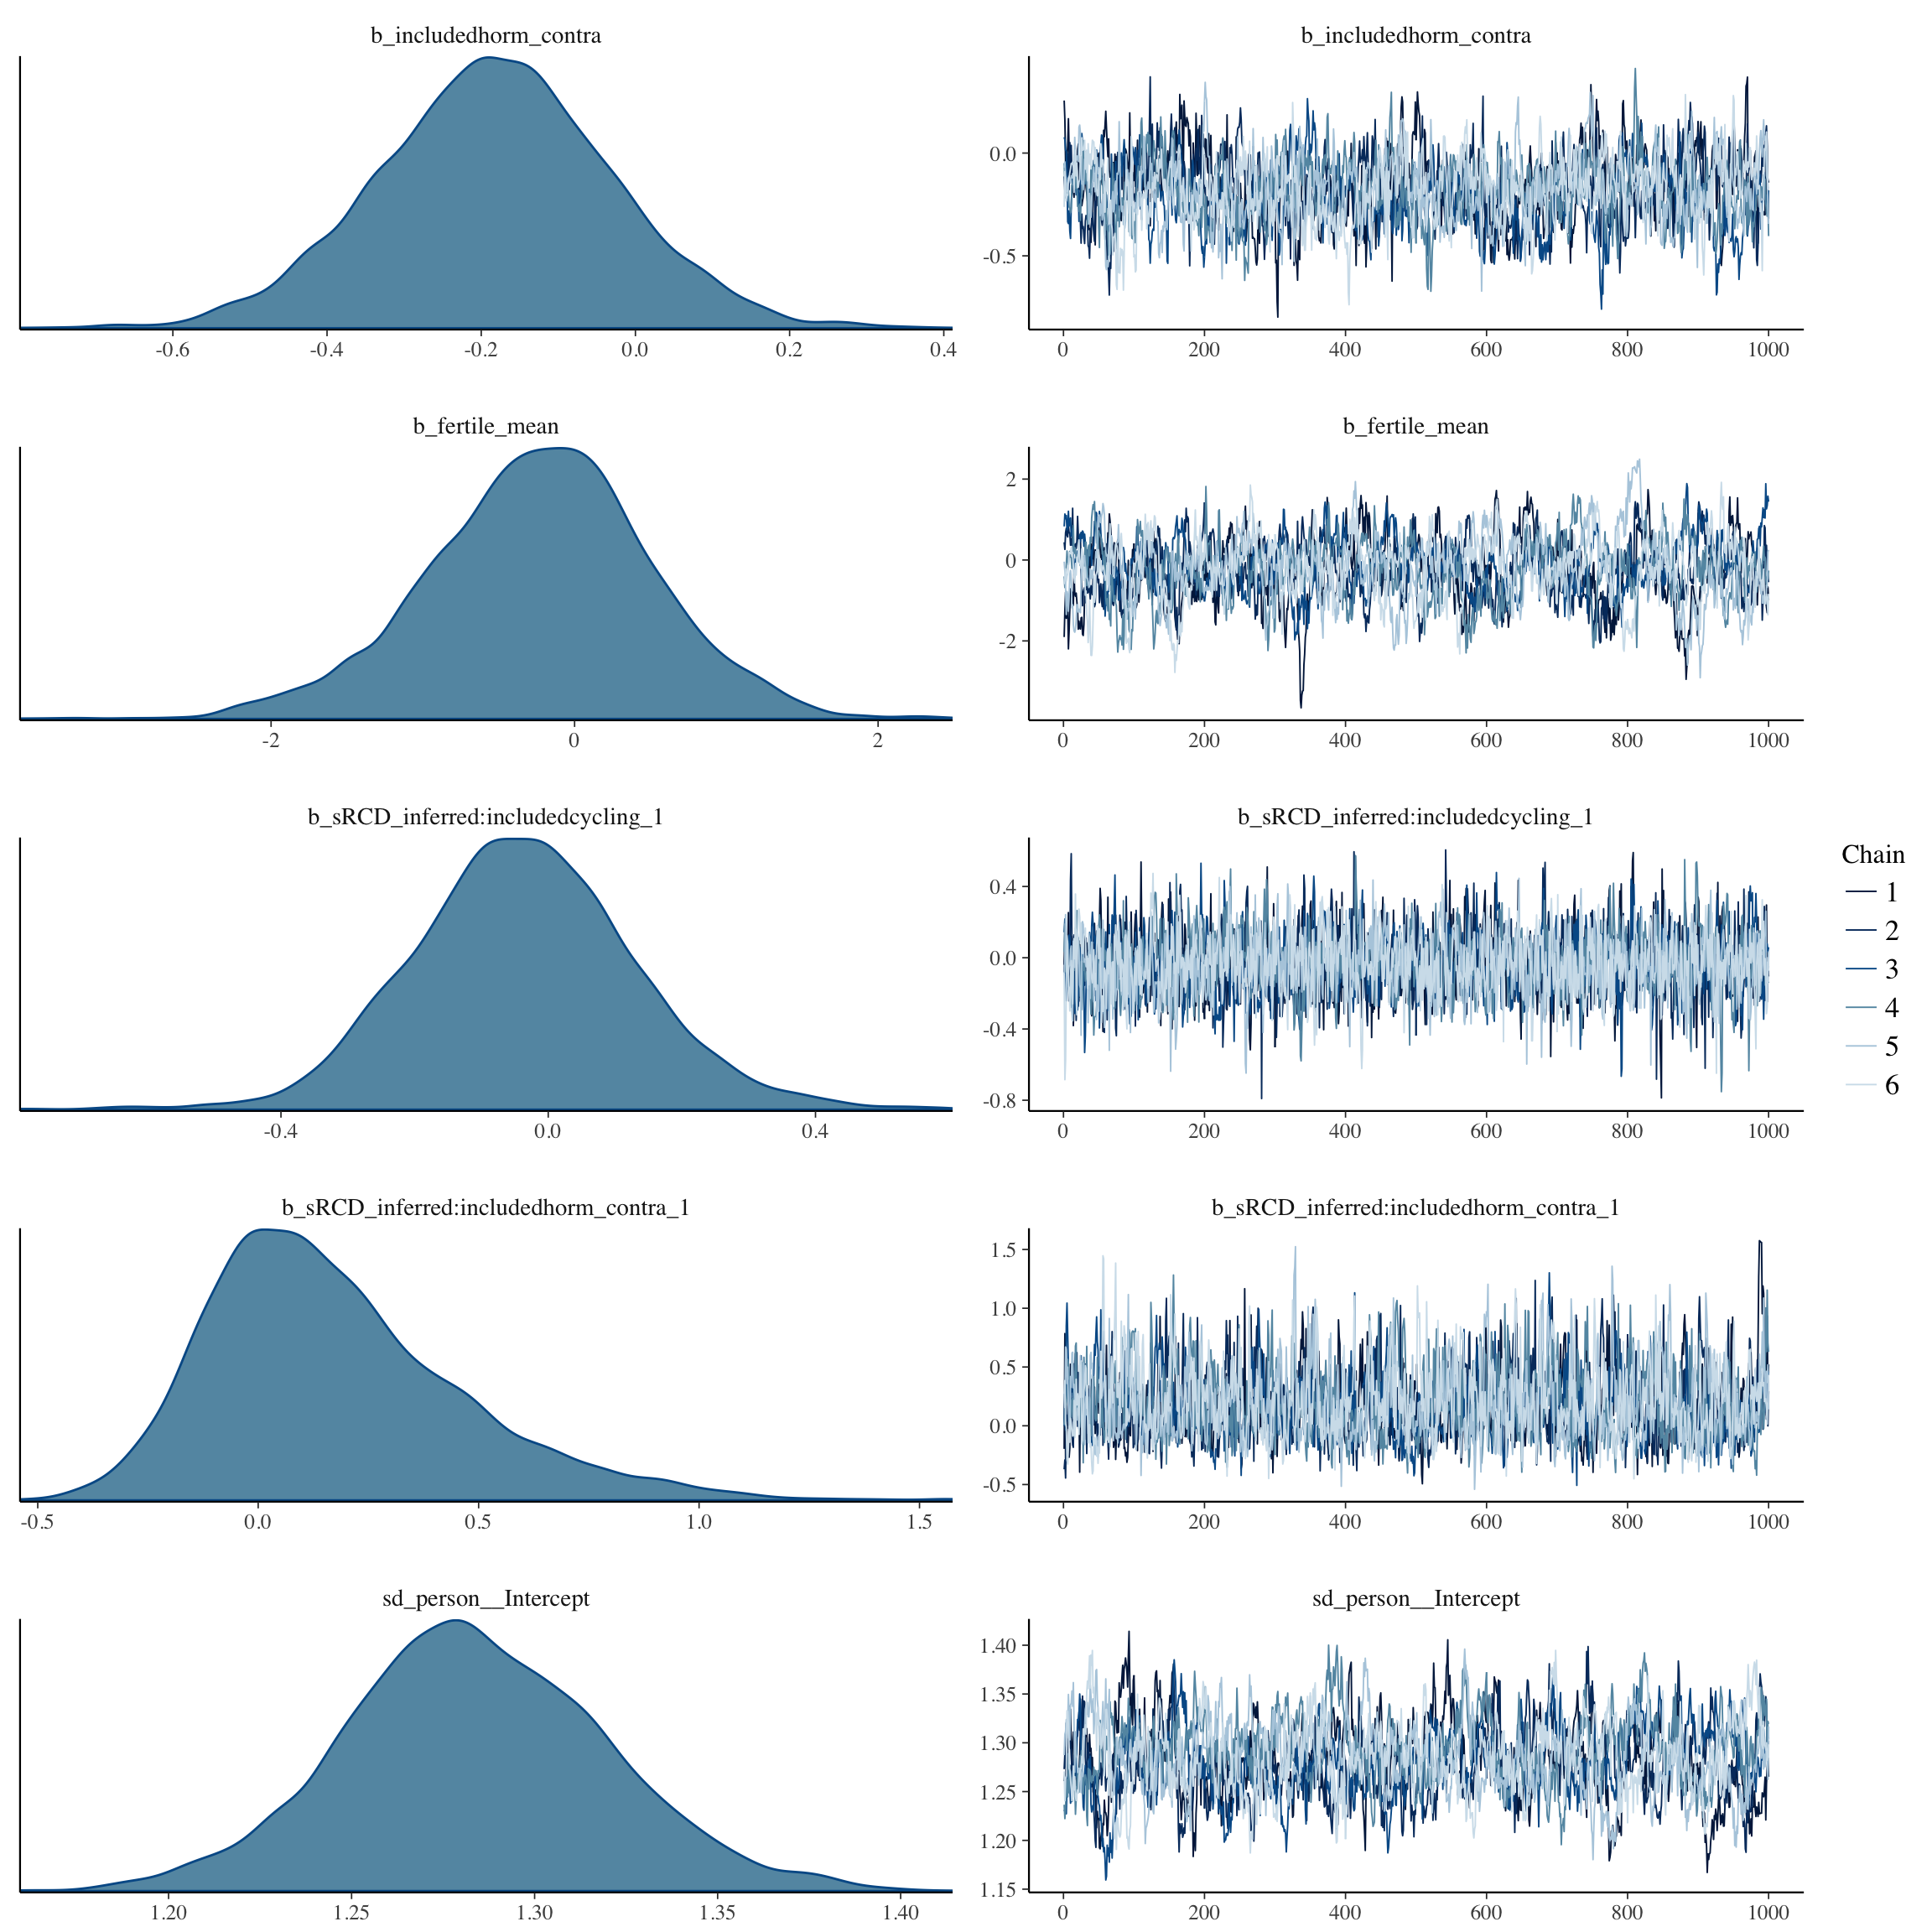 b_includedhorm_contra
-0.6 -0.4 -0.2 0.0 0.2 0.4
b_includedhorm_contra
0.0
-0.5
0 200 400 600 800 1000
b_fertile_mean
-2 0 2
b_fertile_mean
2
0
-2
0 200 400 600 800 1000
b_sRCD_inferred:includedcycling_1
-0.4 0.0 0.4
b_sRCD_inferred:includedcycling_1
0.4
0.0
-0.4
-0.8
0 200 400 600 800 1000
b_sRCD_inferred:includedhorm_contra_1
-0.5 0.0 0.5 1.0 1.5
b_sRCD_inferred:includedhorm_contra_1
1.5
1.0
0.5
0.0
-0.5
0 200 400 600 800 1000
sd_person__Intercept
1.20 1.25 1.30 1.35 1.40
sd_person__Intercept
1.40
1.35
1.30
1.25
1.20
1.15
0 200 400 600 800 1000
Chain
1
2
3
4
5
6